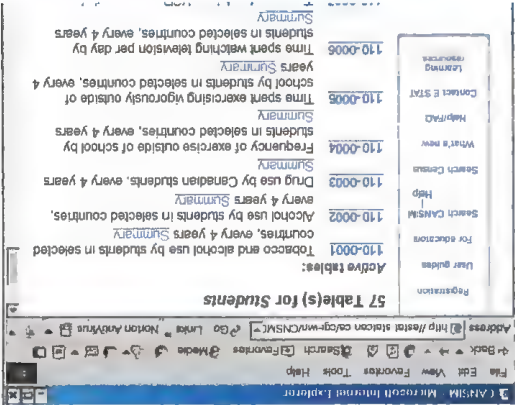 CANSIM - Microsoft Internet Explorer
File Edit View Favorites Tools Help
Back Search Favorites Media
Address http //estat statcan ca/cgi-win/CNSMC Go Links » Norton AntiVirus
Registration
User guides
For educators
Search CANSIM
Help
Search Census
What's new
Help/FAQ
Contact E STAT
Learning
resources
57 Table(s) for Students
Active tables:
110-0001 Tobacco and alcohol use by students in selected
countries, every 4 years Summary
110-0002 Alcohol use by students in selected countries,
every 4 years Summary
110-0003 Drug use by Canadian students, every 4 years
Summary
110-0004 Frequency of exercise outside of school by
students in selected countries, every 4 years
Summary
110-0005 Time spent exercising vigorously outside of
school by students in selected countries, every 4
years Summary
110-0006 Time spent watching television per day by
students in selected countries, every 4 years
Summary